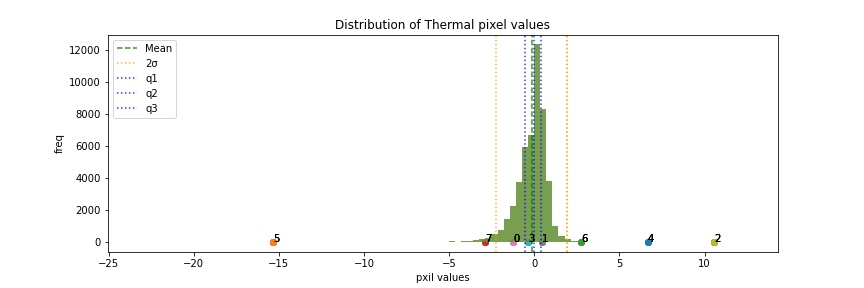 Distribution of Thermal pixel values
Mean
2σ
q1
q2
q3
12000
10000
8000
6000
4000
2000
0
freq
5 7 0 3 1 6 4 2
−25 −20 −15 −10 −5 0 5 10
pxil values